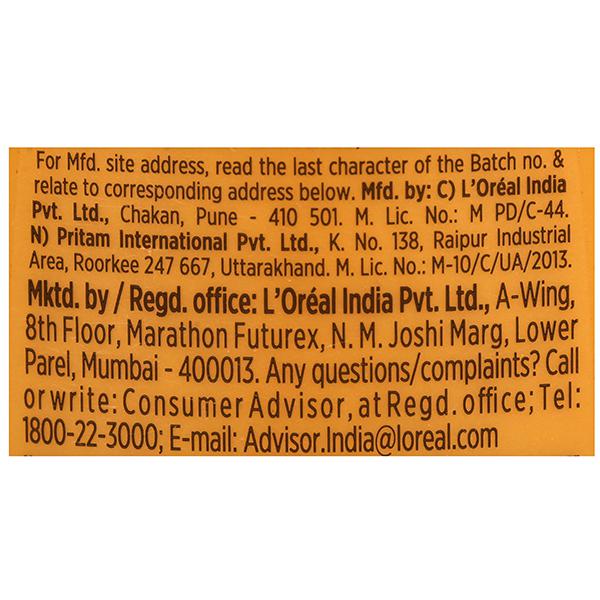 For Mfd. site address, read the last character of the Batch no. &
relate to corresponding address below. Mfd. by: C) L'Oréal India
Pvt. Ltd., Chakan, Pune - 410 501. M. Lic. No.: M PD/C-44.
N) Pritam International Pvt. Ltd., K. No. 138, Raipur Industrial
Area, Roorkee 247 667, Uttarakhand. M. Lic. No.: M-10/C/UA/2013.
Mktd. by / Regd. office: L'Oréal India Pvt. Ltd., A-Wing,
8th Floor, Marathon Futurex, N. M. Joshi Marg, Lower
Parel, Mumbai - 400013. Any questions/complaints? Call
or write: Consumer Advisor, at Regd. office; Tel:
1800-22-3000; E-mail: Advisor.India@loreal.com